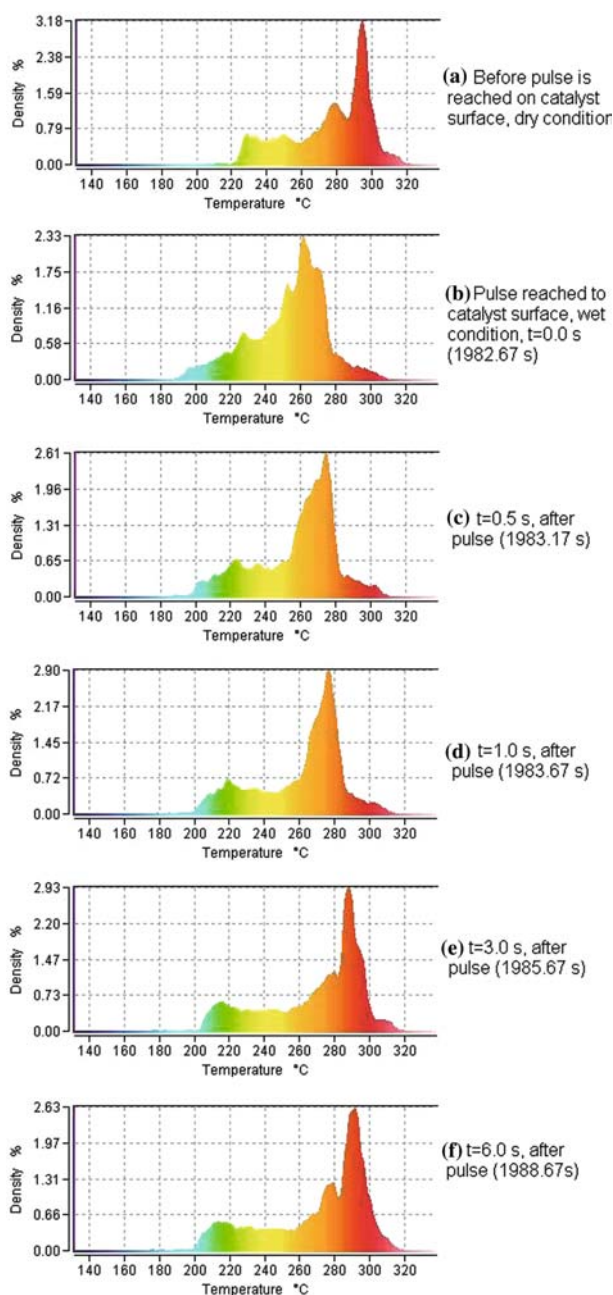 3.18
2.38
1.59
0.79
0.00
Density %
140 160 180 200 220 240 260 280 300 320
Temperature °C
(a) Before pulse is
reached on catalyst
surface, dry condition
2.33
1.75
1.16
0.58
0.00
Density %
140 160 180 200 220 240 260 280 300 320
Temperature °C
(b) Pulse reached to
catalyst surface, wet
condition, t=0.0 s
(1982.67 s)
2.61
1.96
1.31
0.65
0.00
Density %
140 160 180 200 220 240 260 280 300 320
Temperature °C
(c) t=0.5 s, after
pulse (1983.17 s)
2.90
2.17
1.45
0.72
0.00
Density %
140 160 180 200 220 240 260 280 300 320
Temperature °C
(d) t=1.0 s, after
pulse (1983.67 s)
2.93
2.20
1.47
0.73
0.00
Density %
140 160 180 200 220 240 260 280 300 320
Temperature °C
(e) t=3.0 s, after
pulse (1985.67 s)
2.63
1.97
1.31
0.66
0.00
Density %
140 160 180 200 220 240 260 280 300 320
Temperature °C
(f) t=6.0 s, after
pulse (1988.67s)